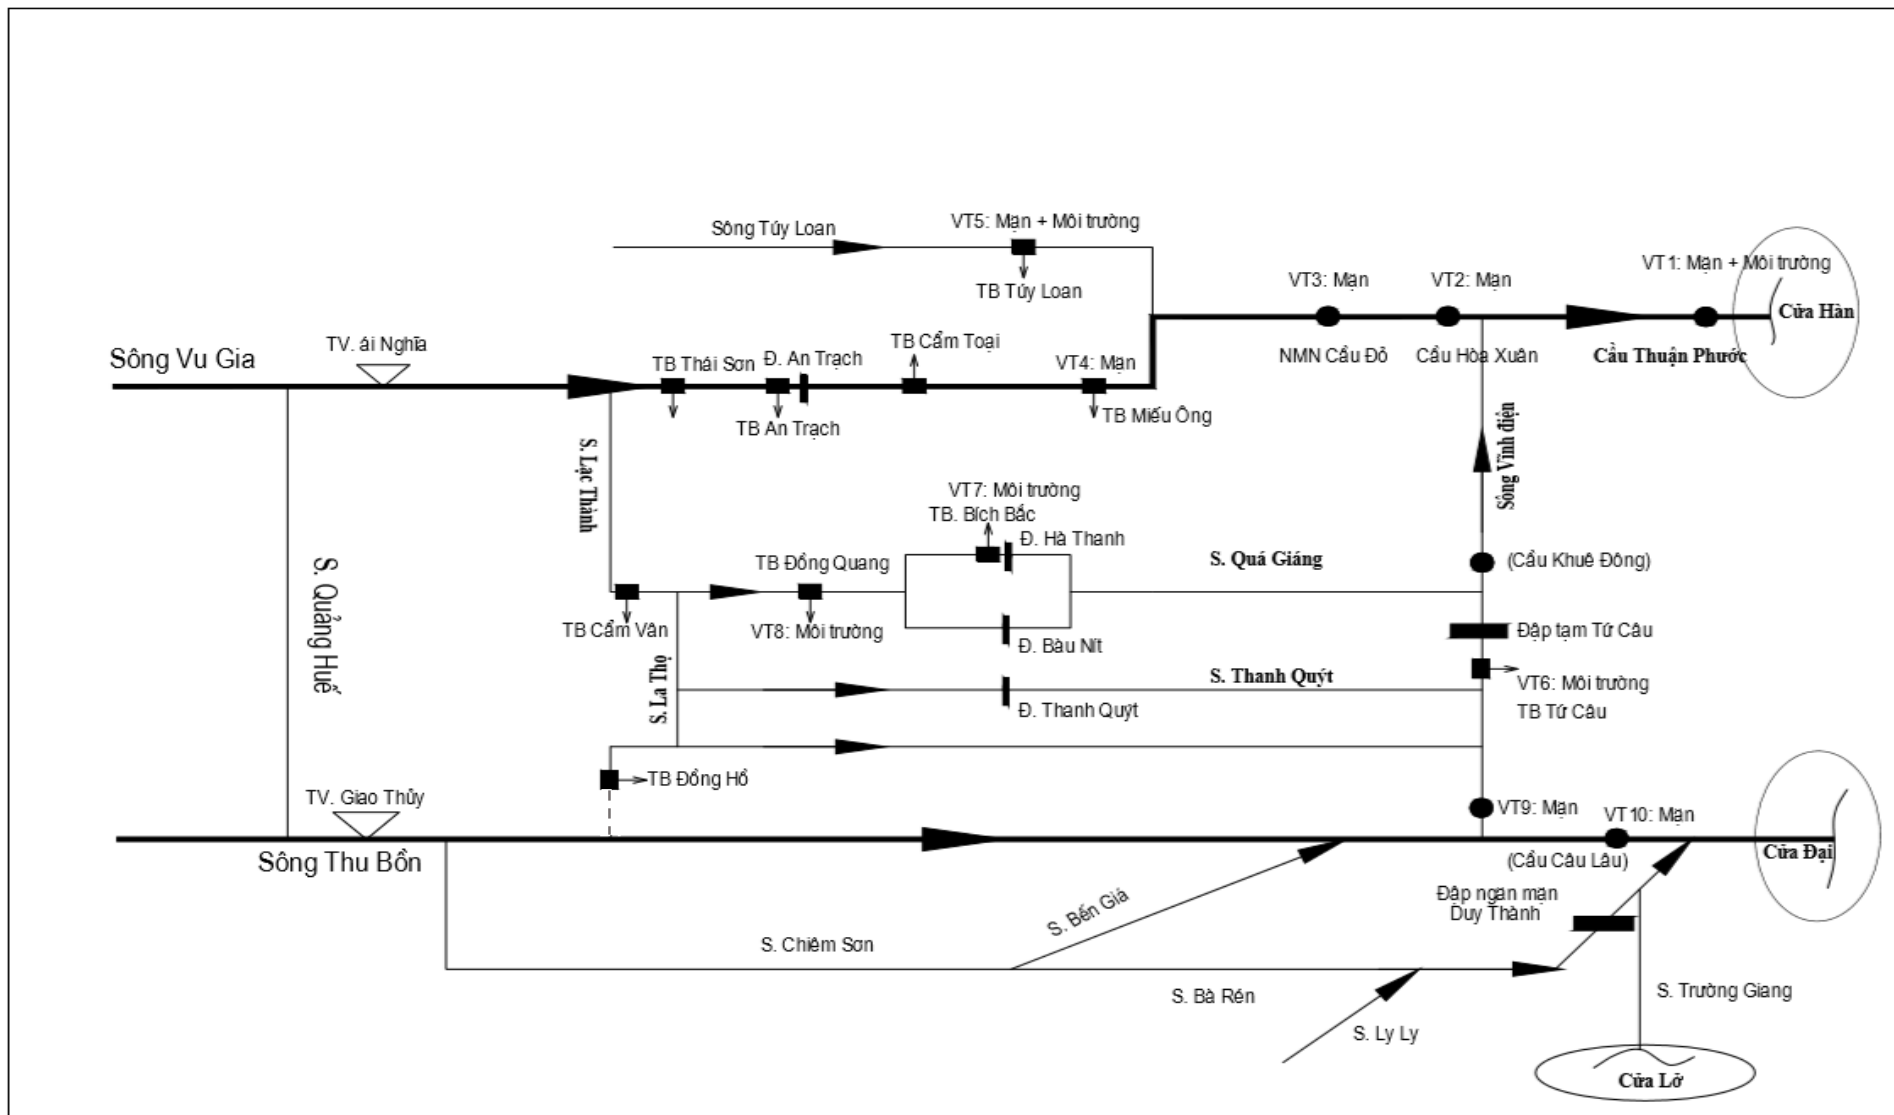 Sông Túy Loan
VT5: Mặn + Môi trường
TB Túy Loan
VT3: Mặn
VT2: Mặn
VT1: Mặn + Môi trường
Cửa Hàn
NMN Cầu Đỏ
Cầu Hòa Xuân
Cầu Thuận Phước
Sông Vu Gia
TV. ái Nghĩa
TB Thái Sơn
Đ. An Trạch
TB Cẩm Toại
VT4: Mặn
TB An Trạch
TB Miếu Ông
S. Lạc Thành
Sông Vĩnh điện
VT7: Môi trường
TB. Bích Bắc
Đ. Hà Thanh
S. Quảng Huế
TB Đồng Quang
S. Quá Giáng
(Cầu Khuê Đông)
TB Cẩm Văn
VT8: Môi trường
Đ. Bàu Nít
Đập tạm Tứ Câu
S. La Thọ
S. Thanh Quýt
VT6: Môi trường
TB Tứ Câu
Đ. Thanh Quýt
TB Đồng Hồ
TV. Giao Thủy
VT9: Mặn
VT10: Mặn
Sông Thu Bồn
(Cầu Câu Lâu)
Cửa Đại
Đập ngăn mặn
Duy Thành
S. Bến Giá
S. Chiêm Sơn
S. Bà Rén
S. Trường Giang
S. Ly Ly
Cửa Lở